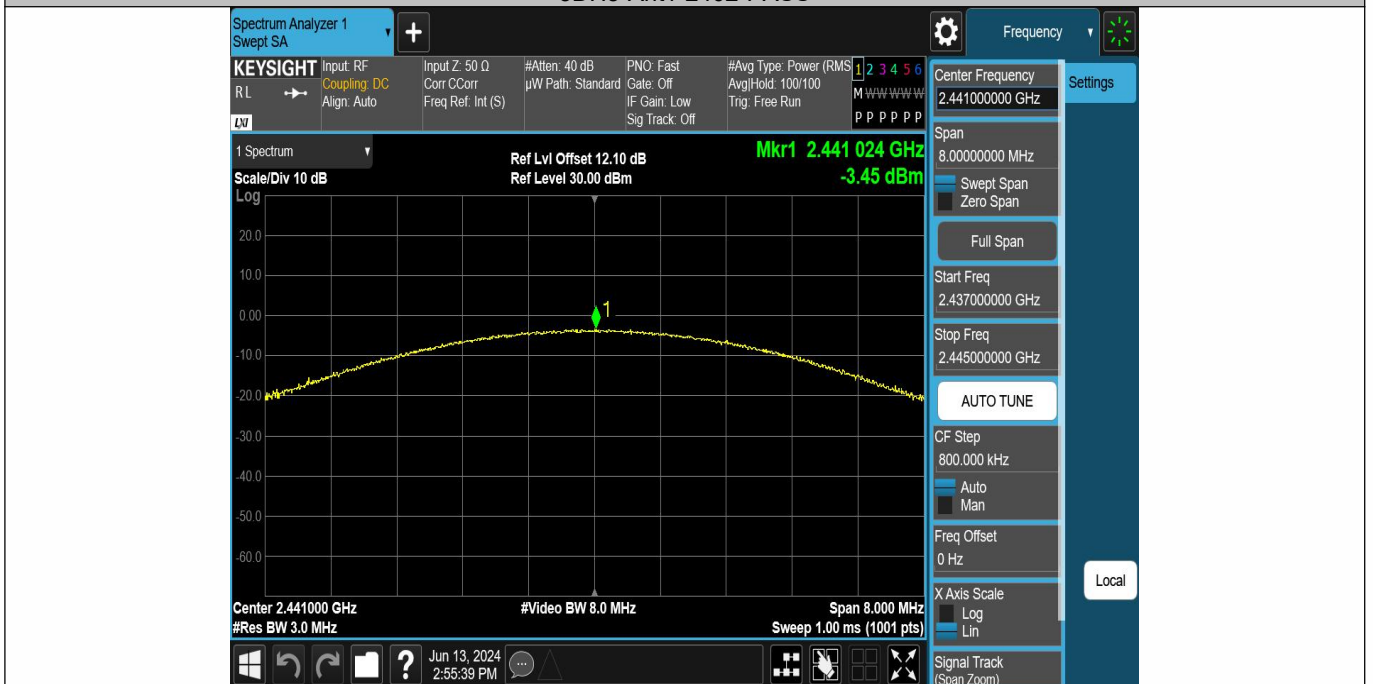 Spectrum Analyzer 1
Swept SA
+
Frequency
KEYSIGHT
RL
LXI
Input: RF
Coupling: DC
Align: Auto
Input Z: 50 Ω
Corr CCorr
Freq Ref: Int (S)
#Atten: 40 dB
µW Path: Standard
PNO: Fast
Gate: Off
IF Gain: Low
Sig Track: Off
#Avg Type: Power (RMS
Avg|Hold: 100/100
Trig: Free Run
1 2 3 4 5 6
M W W W W W
P P P P P P
1 Spectrum
Scale/Div 10 dB
Ref Lvl Offset 12.10 dB
Ref Level 30.00 dBm
Mkr1 2.441 024 GHz
-3.45 dBm
Log
20.0
10.0
0.00
-10.0
-20.0
-30.0
-40.0
-50.0
-60.0
1
Center 2.441000 GHz
#Res BW 3.0 MHz
#Video BW 8.0 MHz
Span 8.000 MHz
Sweep 1.00 ms (1001 pts)
Center Frequency
2.441000000 GHz
Settings
Span
8.00000000 MHz
Swept Span
Zero Span
Full Span
Start Freq
2.437000000 GHz
Stop Freq
2.445000000 GHz
AUTO TUNE
CF Step
800.000 kHz
Auto
Man
Freq Offset
0 Hz
Local
X Axis Scale
Log
Lin
Signal Track
(Span Zoom)
?
Jun 13, 2024
2:55:39 PM